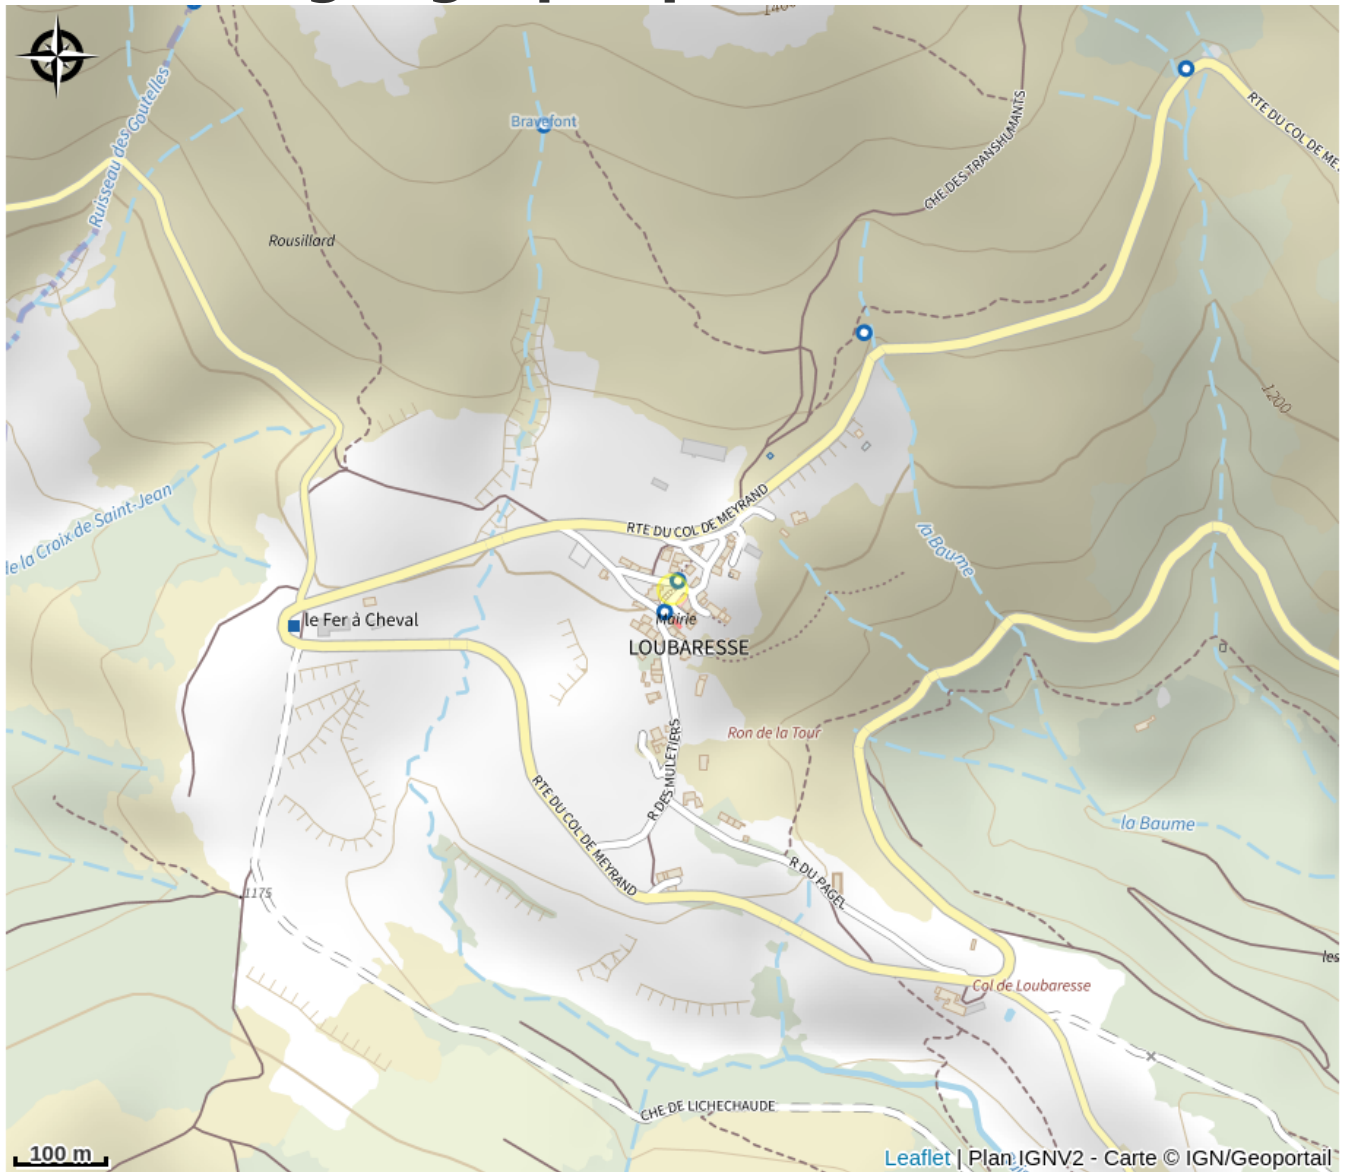 1400
Ruisseau des Goutelles
Bravefont
CHE DES TRANSHUMANTS
RTE DU COL DE ME
Rousillard
1200
de la Croix de Saint-Jean
RTE DU COL DE MEYRAND
la Baume
le Fer à Cheval
Mairie
LOUBARESSE
Ron de la Tour
R DES MULETIERS
RTE DU COL DE MEYRAND
la Baume
R DU PAGEL
1175
les
Col de Loubaresse
CHE DE LICHECHAUDE
100 m
Leaflet | Plan IGNV2 - Carte © IGN/Geoportail